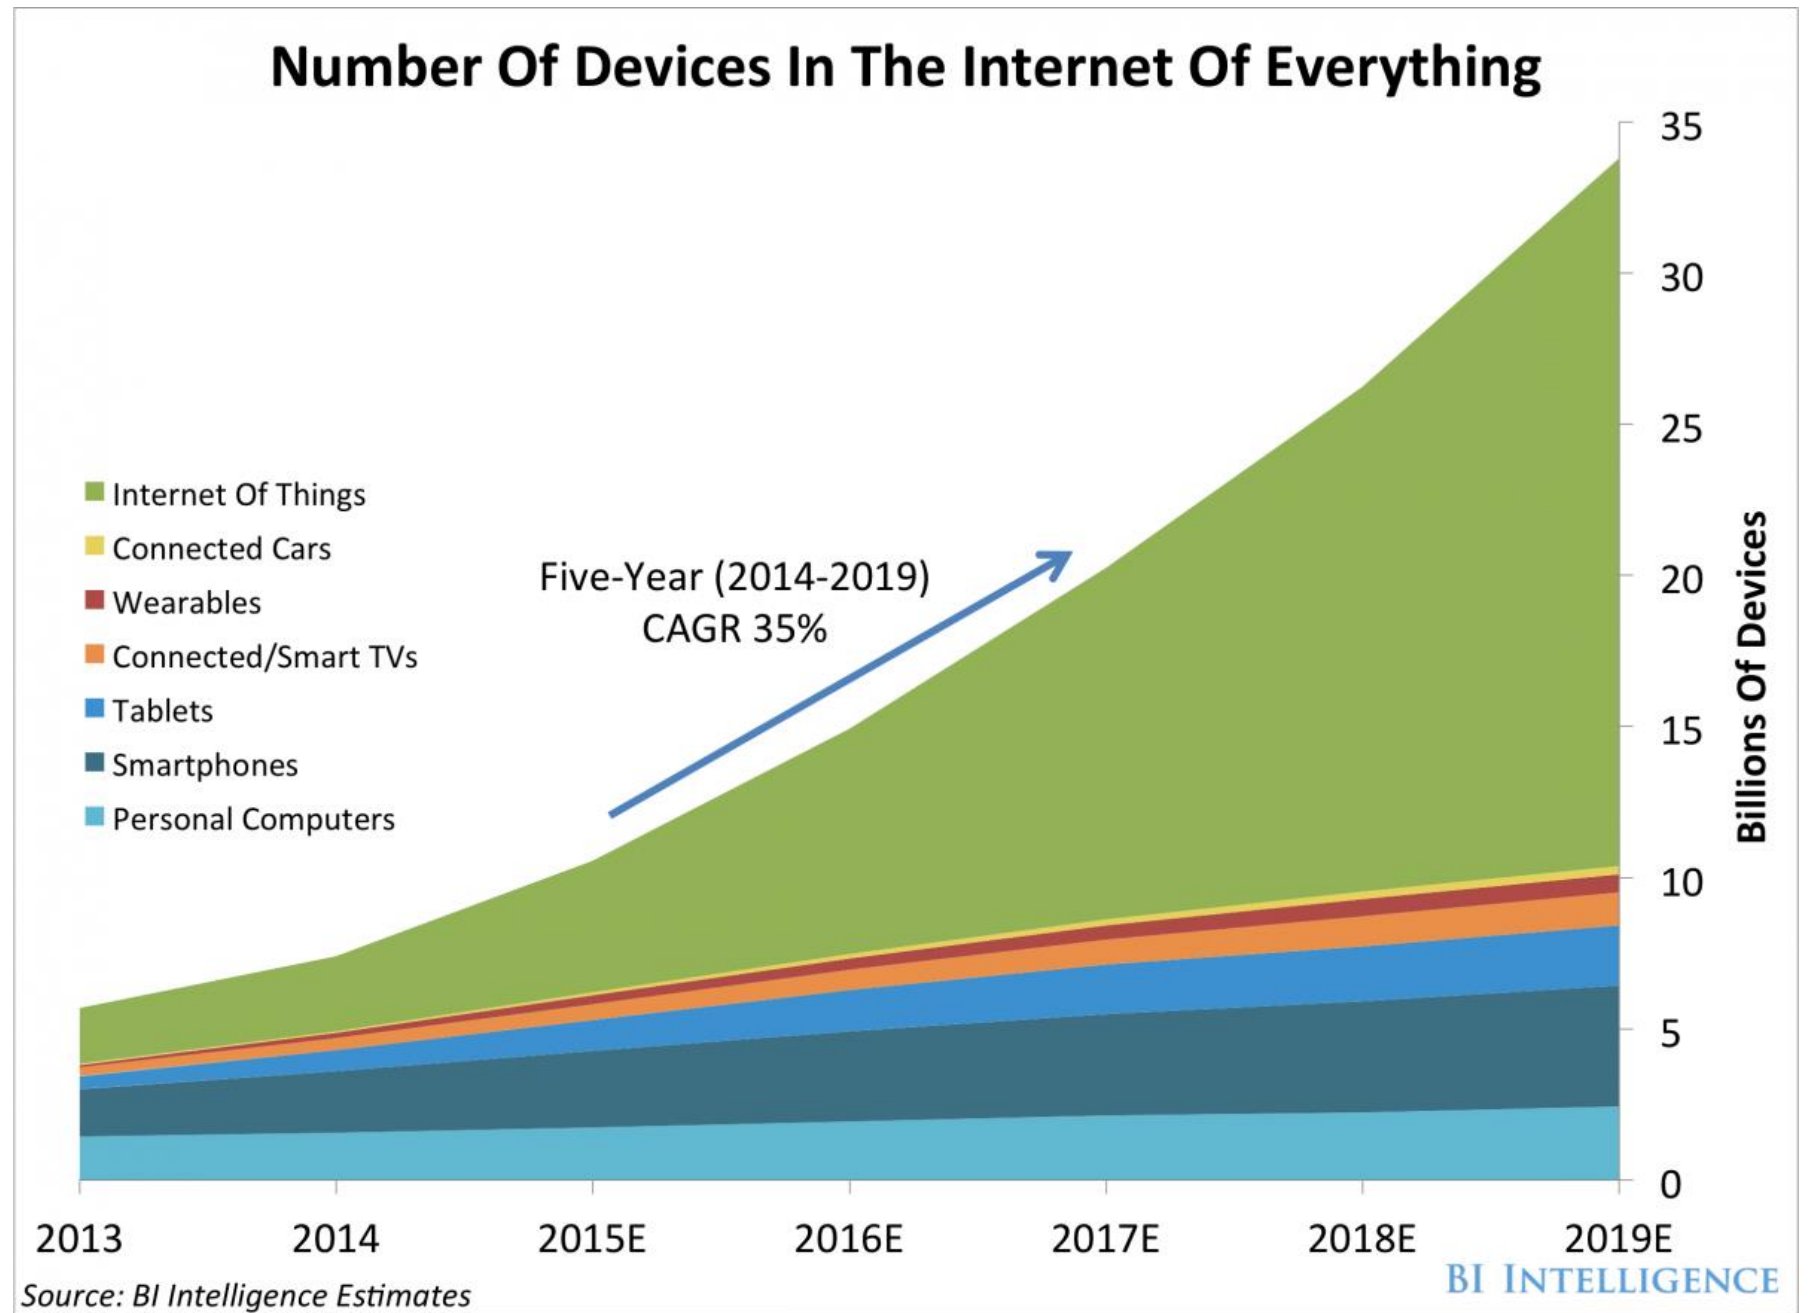 Number Of Devices In The Internet Of Everything
35
30
25
20
15
10
5
0
Billions Of Devices
Internet Of Things
Connected Cars
Wearables
Connected/Smart TVs
Tablets
Smartphones
Personal Computers
Five-Year (2014-2019)
CAGR 35%
2013 2014 2015E 2016E 2017E 2018E 2019E
Source: BI Intelligence Estimates
BI INTELLIGENCE